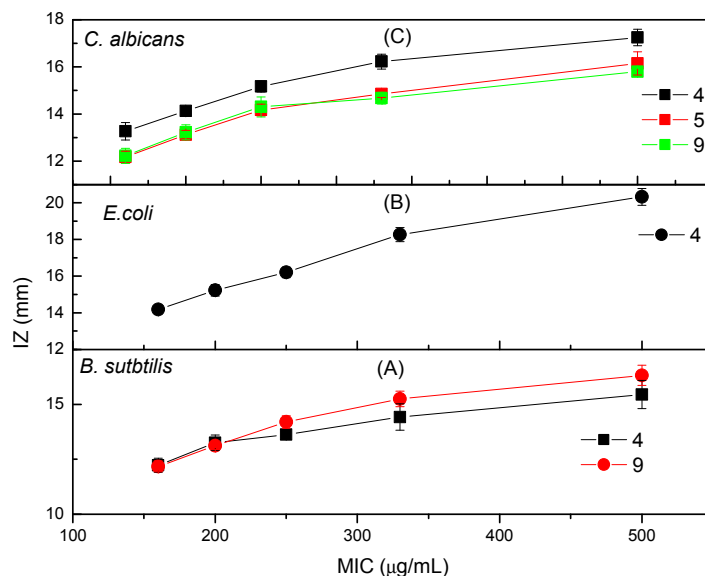 C. albicans
(C)
18
16
14
12
4
5
9
E.coli
(B)
20
18
16
14
12
4
IZ (mm)
B. sutbtilis
(A)
15
10
4
9
100 200 300 400 500
MIC (μg/mL)